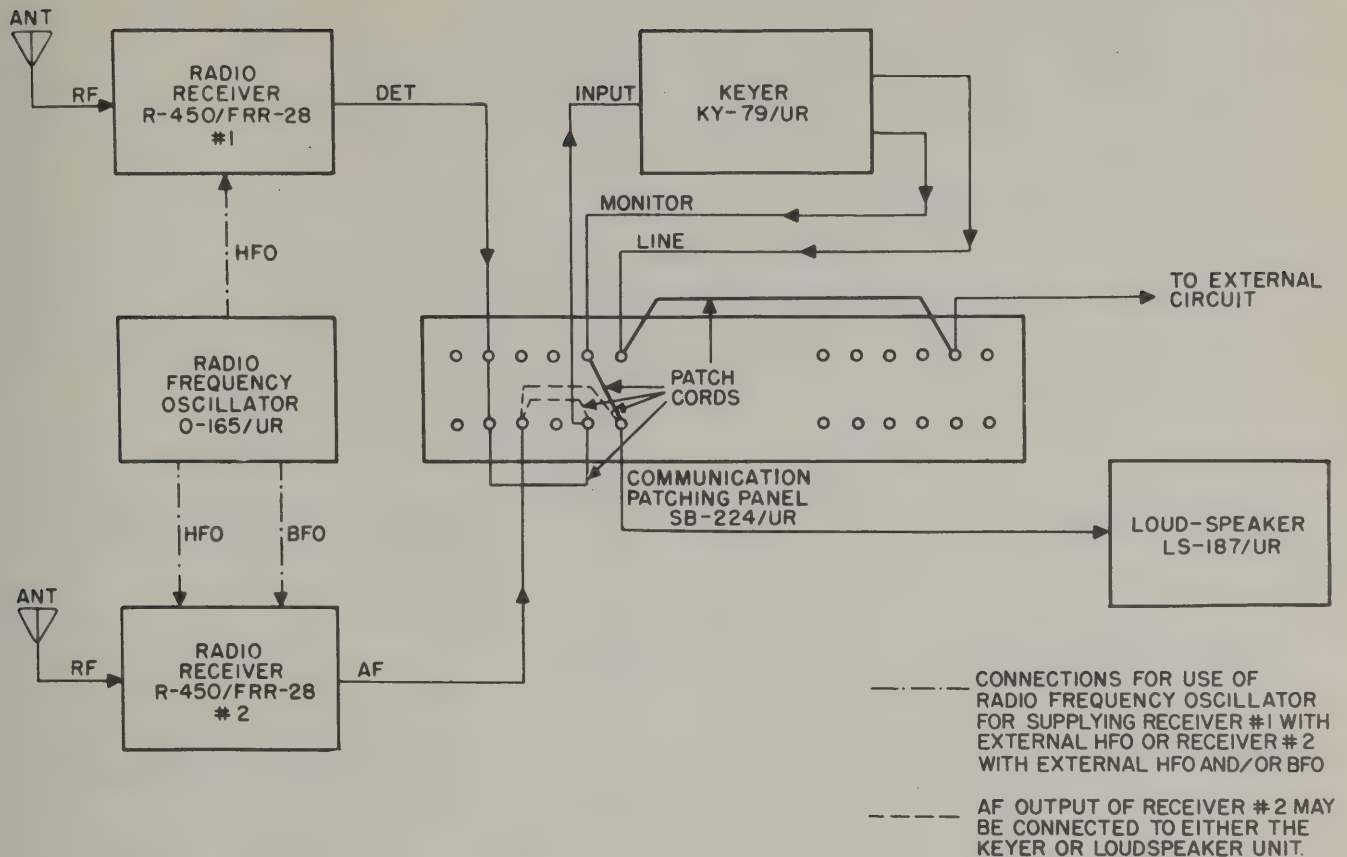 ANT
RF
RADIO
RECEIVER
R-450/FRR-28
#1
DET
INPUT
KEYER
KY-79/UR
MONITOR
LINE
HFO
TO EXTERNAL
CIRCUIT
RADIO
FREQUENCY
OSCILLATOR
O-165/UR
PATCH
CORDS
COMMUNICATION
PATCHING PANEL
SB-224/UR
LOUD-SPEAKER
LS-187/UR
HFO
BFO
ANT
RF
RADIO
RECEIVER
R-450/FRR-28
#2
AF
CONNECTIONS FOR USE OF
RADIO FREQUENCY OSCILLATOR
FOR SUPPLYING RECEIVER #1 WITH
EXTERNAL HFO OR RECEIVER #2
WITH EXTERNAL HFO AND/OR BFO
AF OUTPUT OF RECEIVER #2 MAY
BE CONNECTED TO EITHER THE
KEYER OR LOUDSPEAKER UNIT.